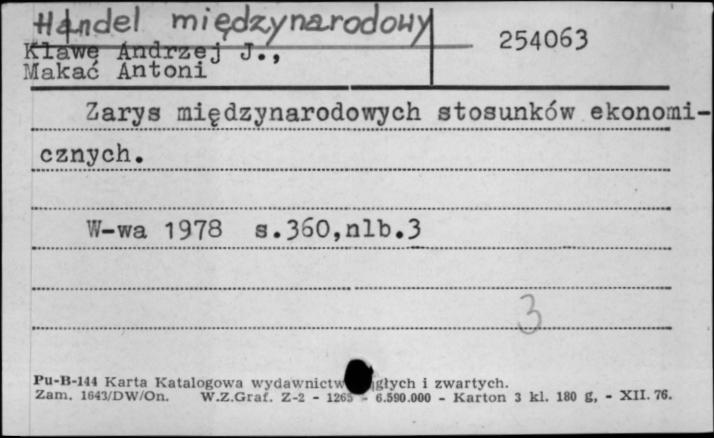 Handel międzynarodowy
254063
Kławe Andrzej J.,
Makać Antoni
Zarys międzynarodowych stosunków ekonomi-
cznych.
W-wa 1978 s.360,nlb.3
3
Pu-B-144 Karta Katalogowa wydawnictw głych i zwartych.
Zam. 1643/DW/On. W.Z.Graf. Z-2 - 1265 - 6.590.000 - Karton 3 kl. 180 g, - XII. 76.